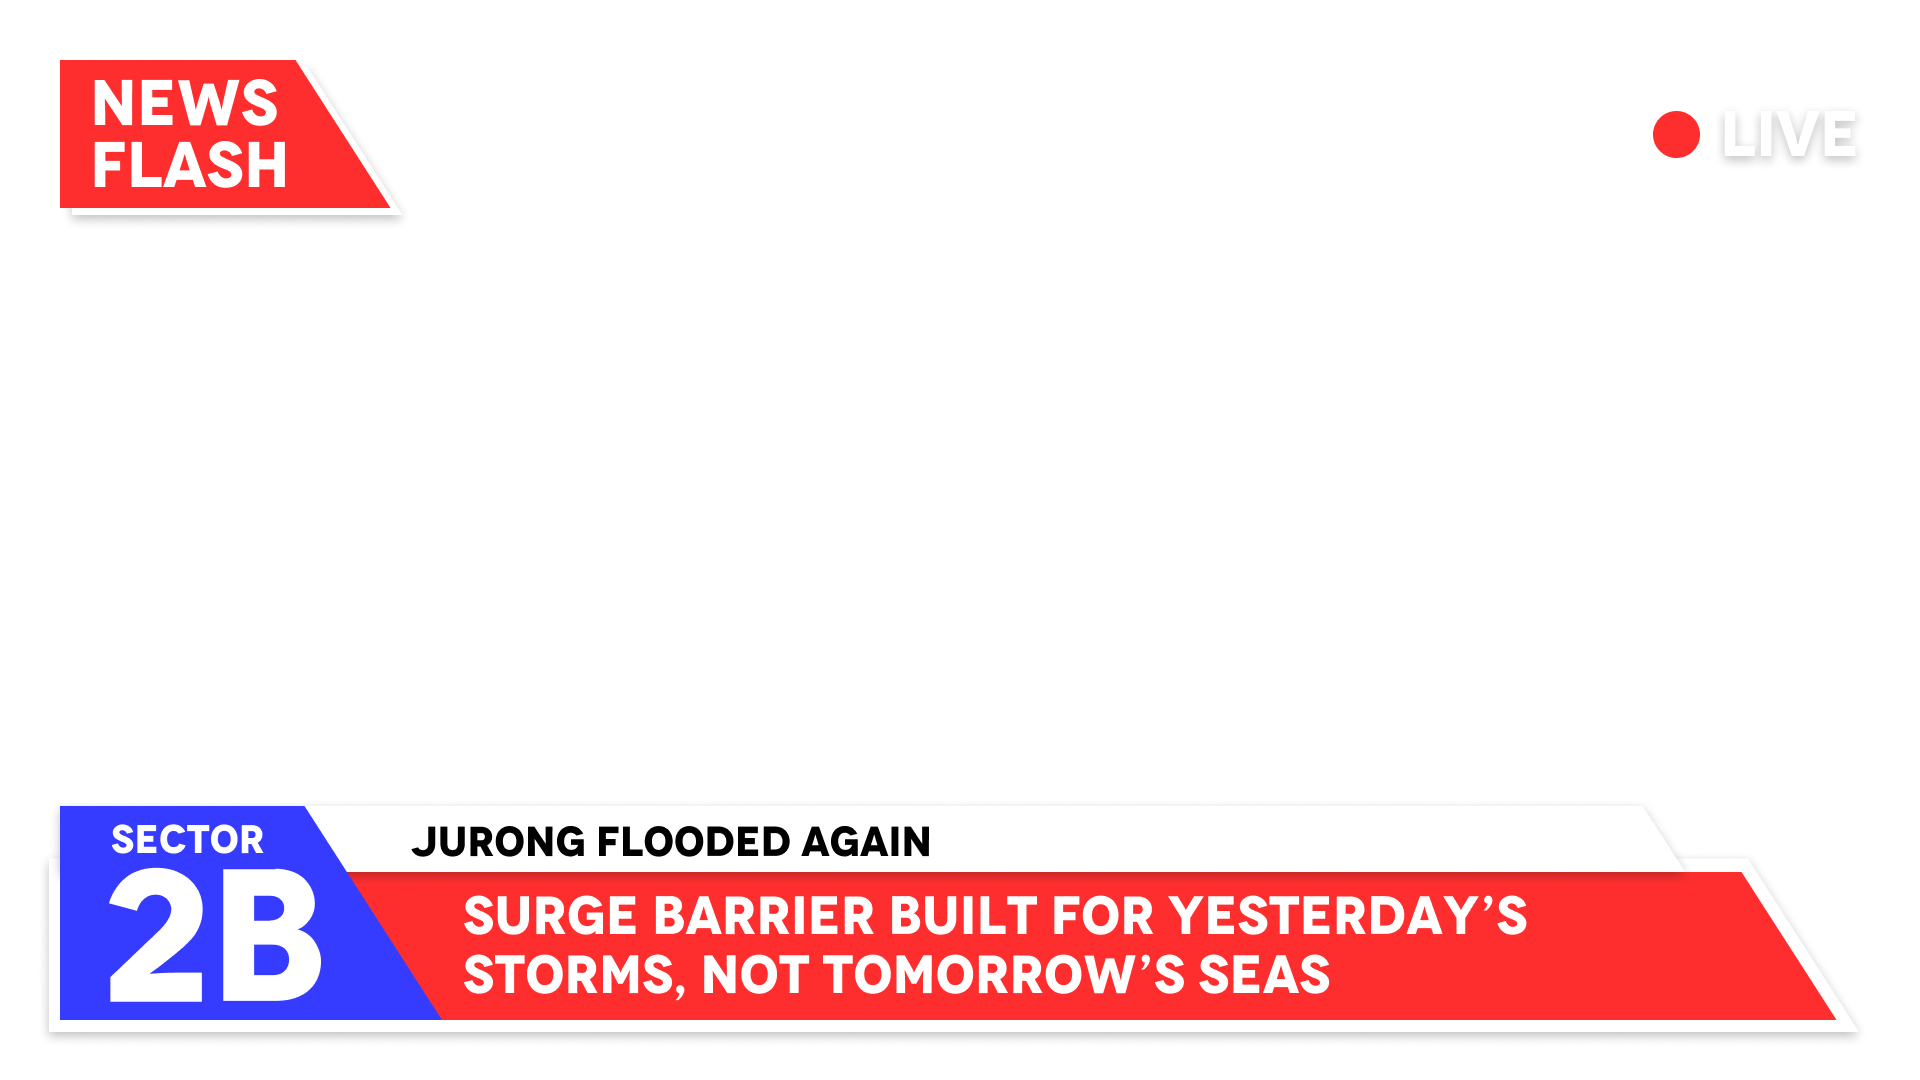 NEWS
FLASH
LIVE
SECTOR
2B
JURONG FLOODED AGAIN
SURGE BARRIER BUILT FOR YESTERDAY’S
STORMS, NOT TOMORROW’S SEAS